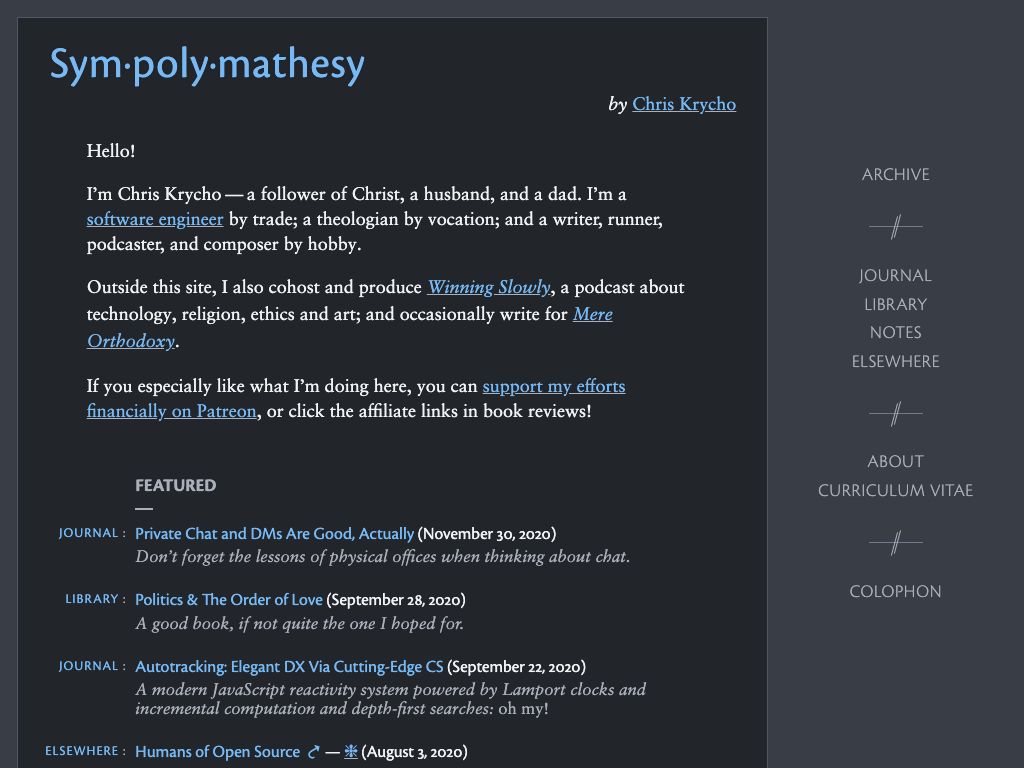 Sym·poly·mathesy
by Chris Krycho
Hello!
I’m Chris Krycho — a follower of Christ, a husband, and a dad. I’m a
software engineer by trade; a theologian by vocation; and a writer, runner,
podcaster, and composer by hobby.
Outside this site, I also cohost and produce Winning Slowly, a podcast about
technology, religion, ethics and art; and occasionally write for Mere
Orthodoxy.
If you especially like what I’m doing here, you can support my efforts
financially on Patreon, or click the affiliate links in book reviews!
FEATURED
JOURNAL : Private Chat and DMs Are Good, Actually (November 30, 2020)
Don’t forget the lessons of physical offices when thinking about chat.
LIBRARY : Politics & The Order of Love (September 28, 2020)
A good book, if not quite the one I hoped for.
JOURNAL : Autotracking: Elegant DX Via Cutting-Edge CS (September 22, 2020)
A modern JavaScript reactivity system powered by Lamport clocks and
incremental computation and depth-first searches: oh my!
ELSEWHERE : Humans of Open Source ⤴ — ❉ (August 3, 2020)
ARCHIVE
JOURNAL
LIBRARY
NOTES
ELSEWHERE
ABOUT
CURRICULUM VITAE
COLOPHON